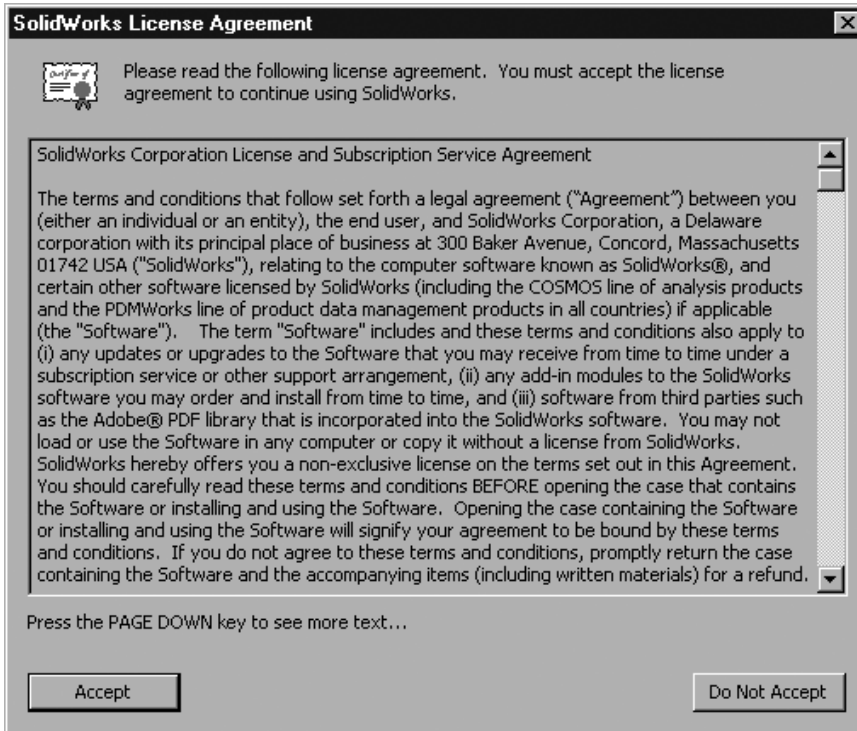 SolidWorks License Agreement
Please read the following license agreement.  You must accept the license
agreement to continue using SolidWorks.
SolidWorks Corporation License and Subscription Service Agreement
The terms and conditions that follow set forth a legal agreement (“Agreement”) between you
(either an individual or an entity), the end user, and SolidWorks Corporation, a Delaware
corporation with its principal place of business at 300 Baker Avenue, Concord, Massachusetts
01742 USA ("SolidWorks"), relating to the computer software known as SolidWorks®, and
certain other software licensed by SolidWorks (including the COSMOS line of analysis products
and the PDMWorks line of product data management products in all countries) if applicable
(the "Software").    The term "Software" includes and these terms and conditions also apply to
(i) any updates or upgrades to the Software that you may receive from time to time under a
subscription service or other support arrangement, (ii) any add-in modules to the SolidWorks
software you may order and install from time to time, and (iii) software from third parties such
as the Adobe® PDF library that is incorporated into the SolidWorks software.  You may not
load or use the Software in any computer or copy it without a license from SolidWorks.
SolidWorks hereby offers you a non-exclusive license on the terms set out in this Agreement.
You should carefully read these terms and conditions BEFORE opening the case that contains
the Software or installing and using the Software.  Opening the case containing the Software
or installing and using the Software will signify your agreement to be bound by these terms
and conditions.  If you do not agree to these terms and conditions, promptly return the case
containing the Software and the accompanying items (including written materials) for a refund.
Press the PAGE DOWN key to see more text...
Accept
Do Not Accept